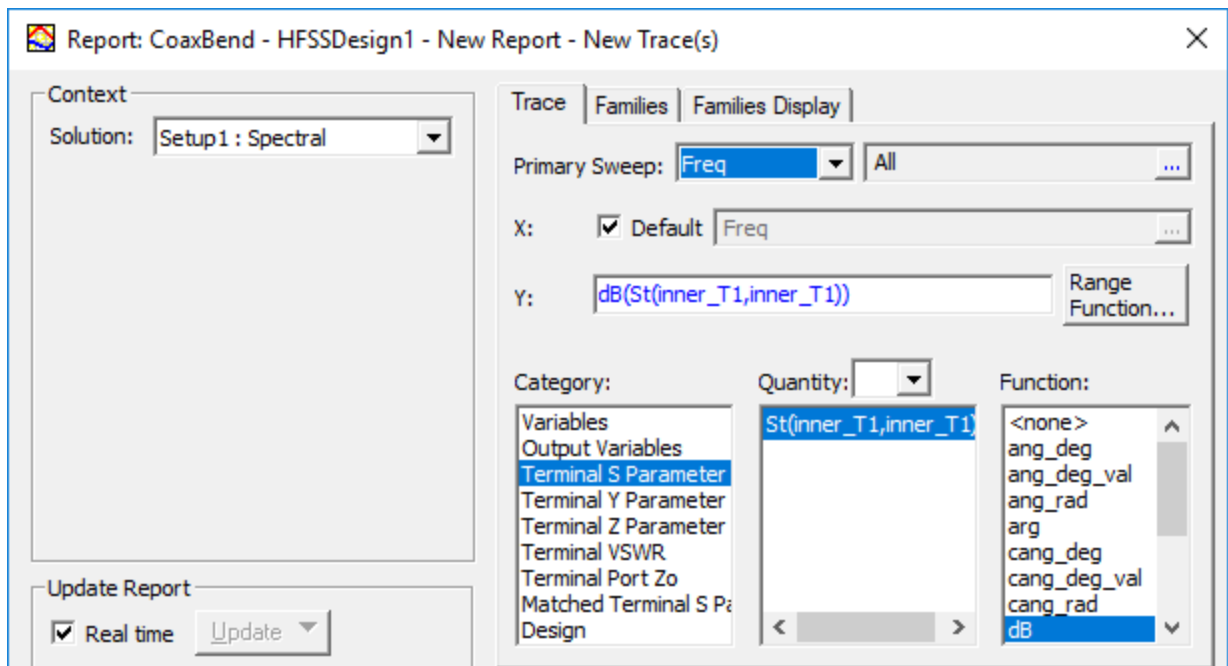 Report: CoaxBend - HFSSDesign1 - New Report - New Trace(s)
Context
Solution: Setup1 : Spectral
Trace Families Families Display
Primary Sweep: Freq All ...
X: Default Freq ...
Y: dB(St(inner_T1,inner_T1)) Range Function...
Category:
Variables
Output Variables
Terminal S Parameter
Terminal Y Parameter
Terminal Z Parameter
Terminal VSWR
Terminal Port Zo
Matched Terminal S Pa
Design
Quantity:
St(inner_T1,inner_T1)
Function:
<none>
ang_deg
ang_deg_val
ang_rad
arg
cang_deg
cang_deg_val
cang_rad
dB
Update Report
Real time Update